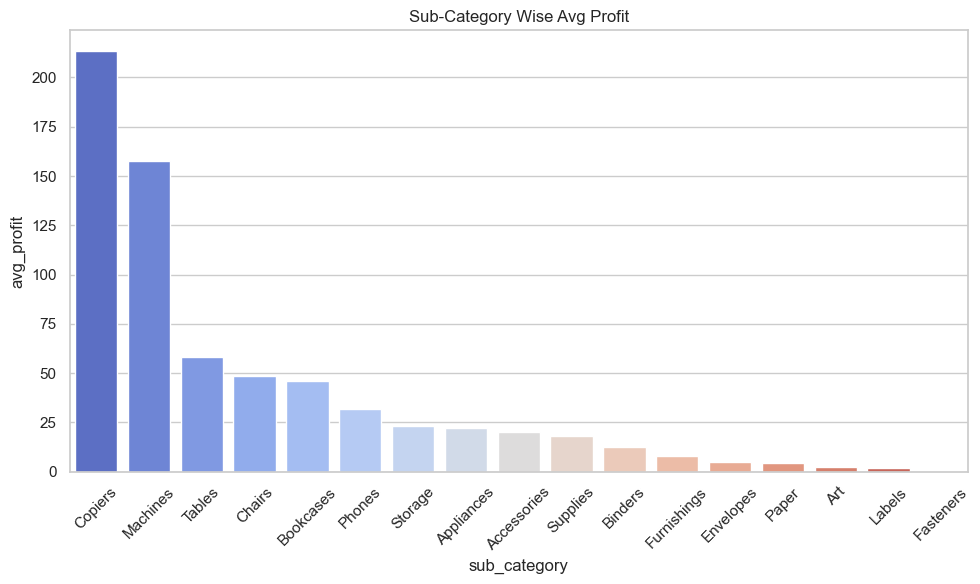 Sub-Category Wise Avg Profit
avg_profit
200
175
150
125
100
75
50
25
0
Copiers
Machines
Tables
Chairs
Bookcases
Phones
Storage
Appliances
Accessories
Supplies
Binders
Furnishings
Envelopes
Paper
Art
Labels
Fasteners
sub_category